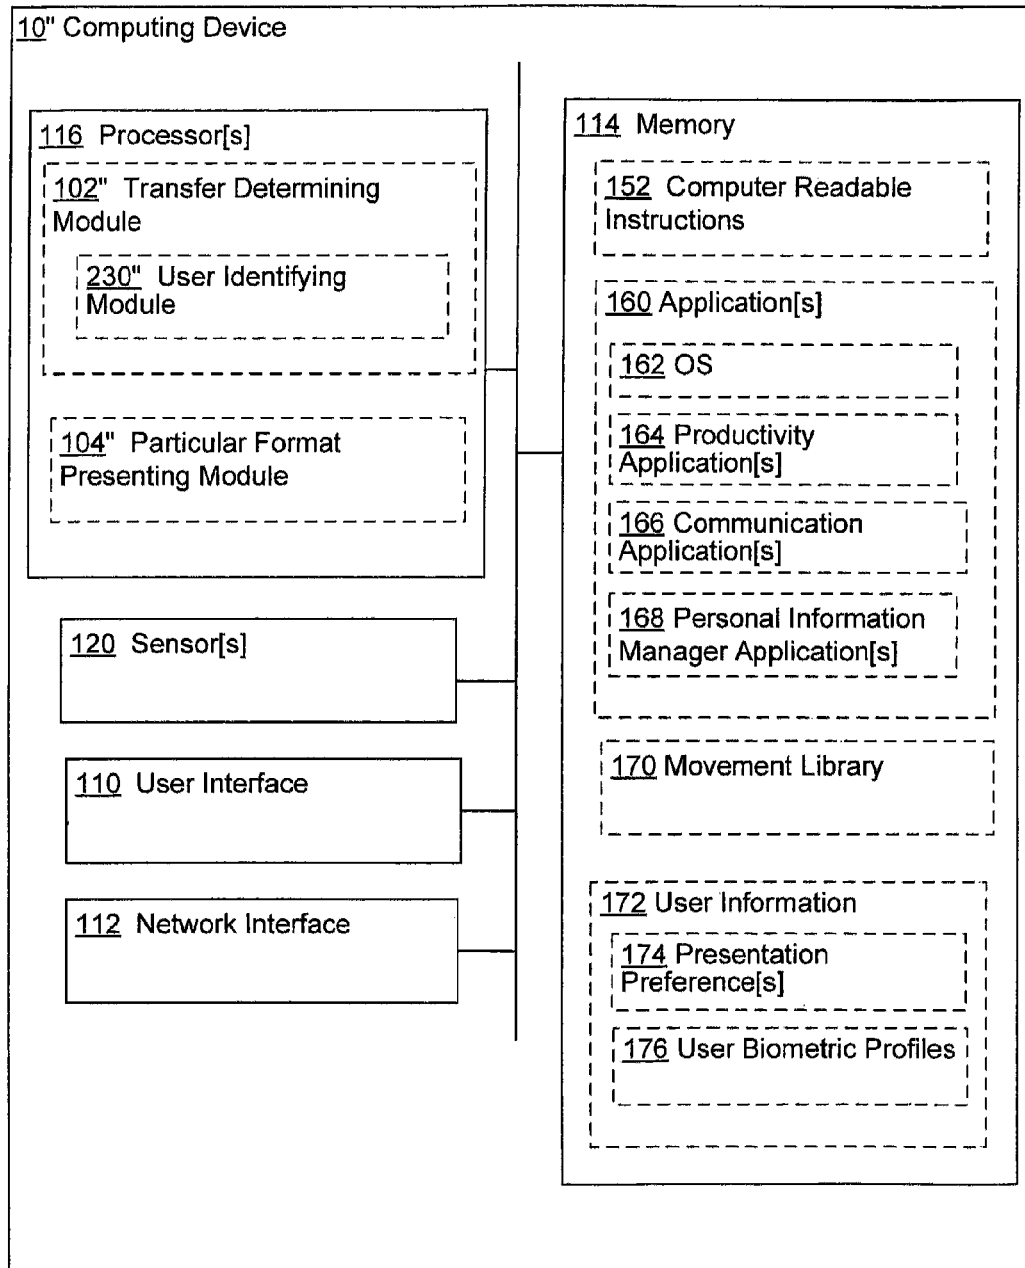 10" Computing Device
116 Processor[s]
102" Transfer Determining
Module
230" User Identifying
Module
104" Particular Format
Presenting Module
120 Sensor[s]
110 User Interface
112 Network Interface
114 Memory
152 Computer Readable
Instructions
160 Application[s]
162 OS
164 Productivity
Application[s]
166 Communication
Application[s]
168 Personal Information
Manager Application[s]
170 Movement Library
172 User Information
174 Presentation
Preference[s]
176 User Biometric Profiles